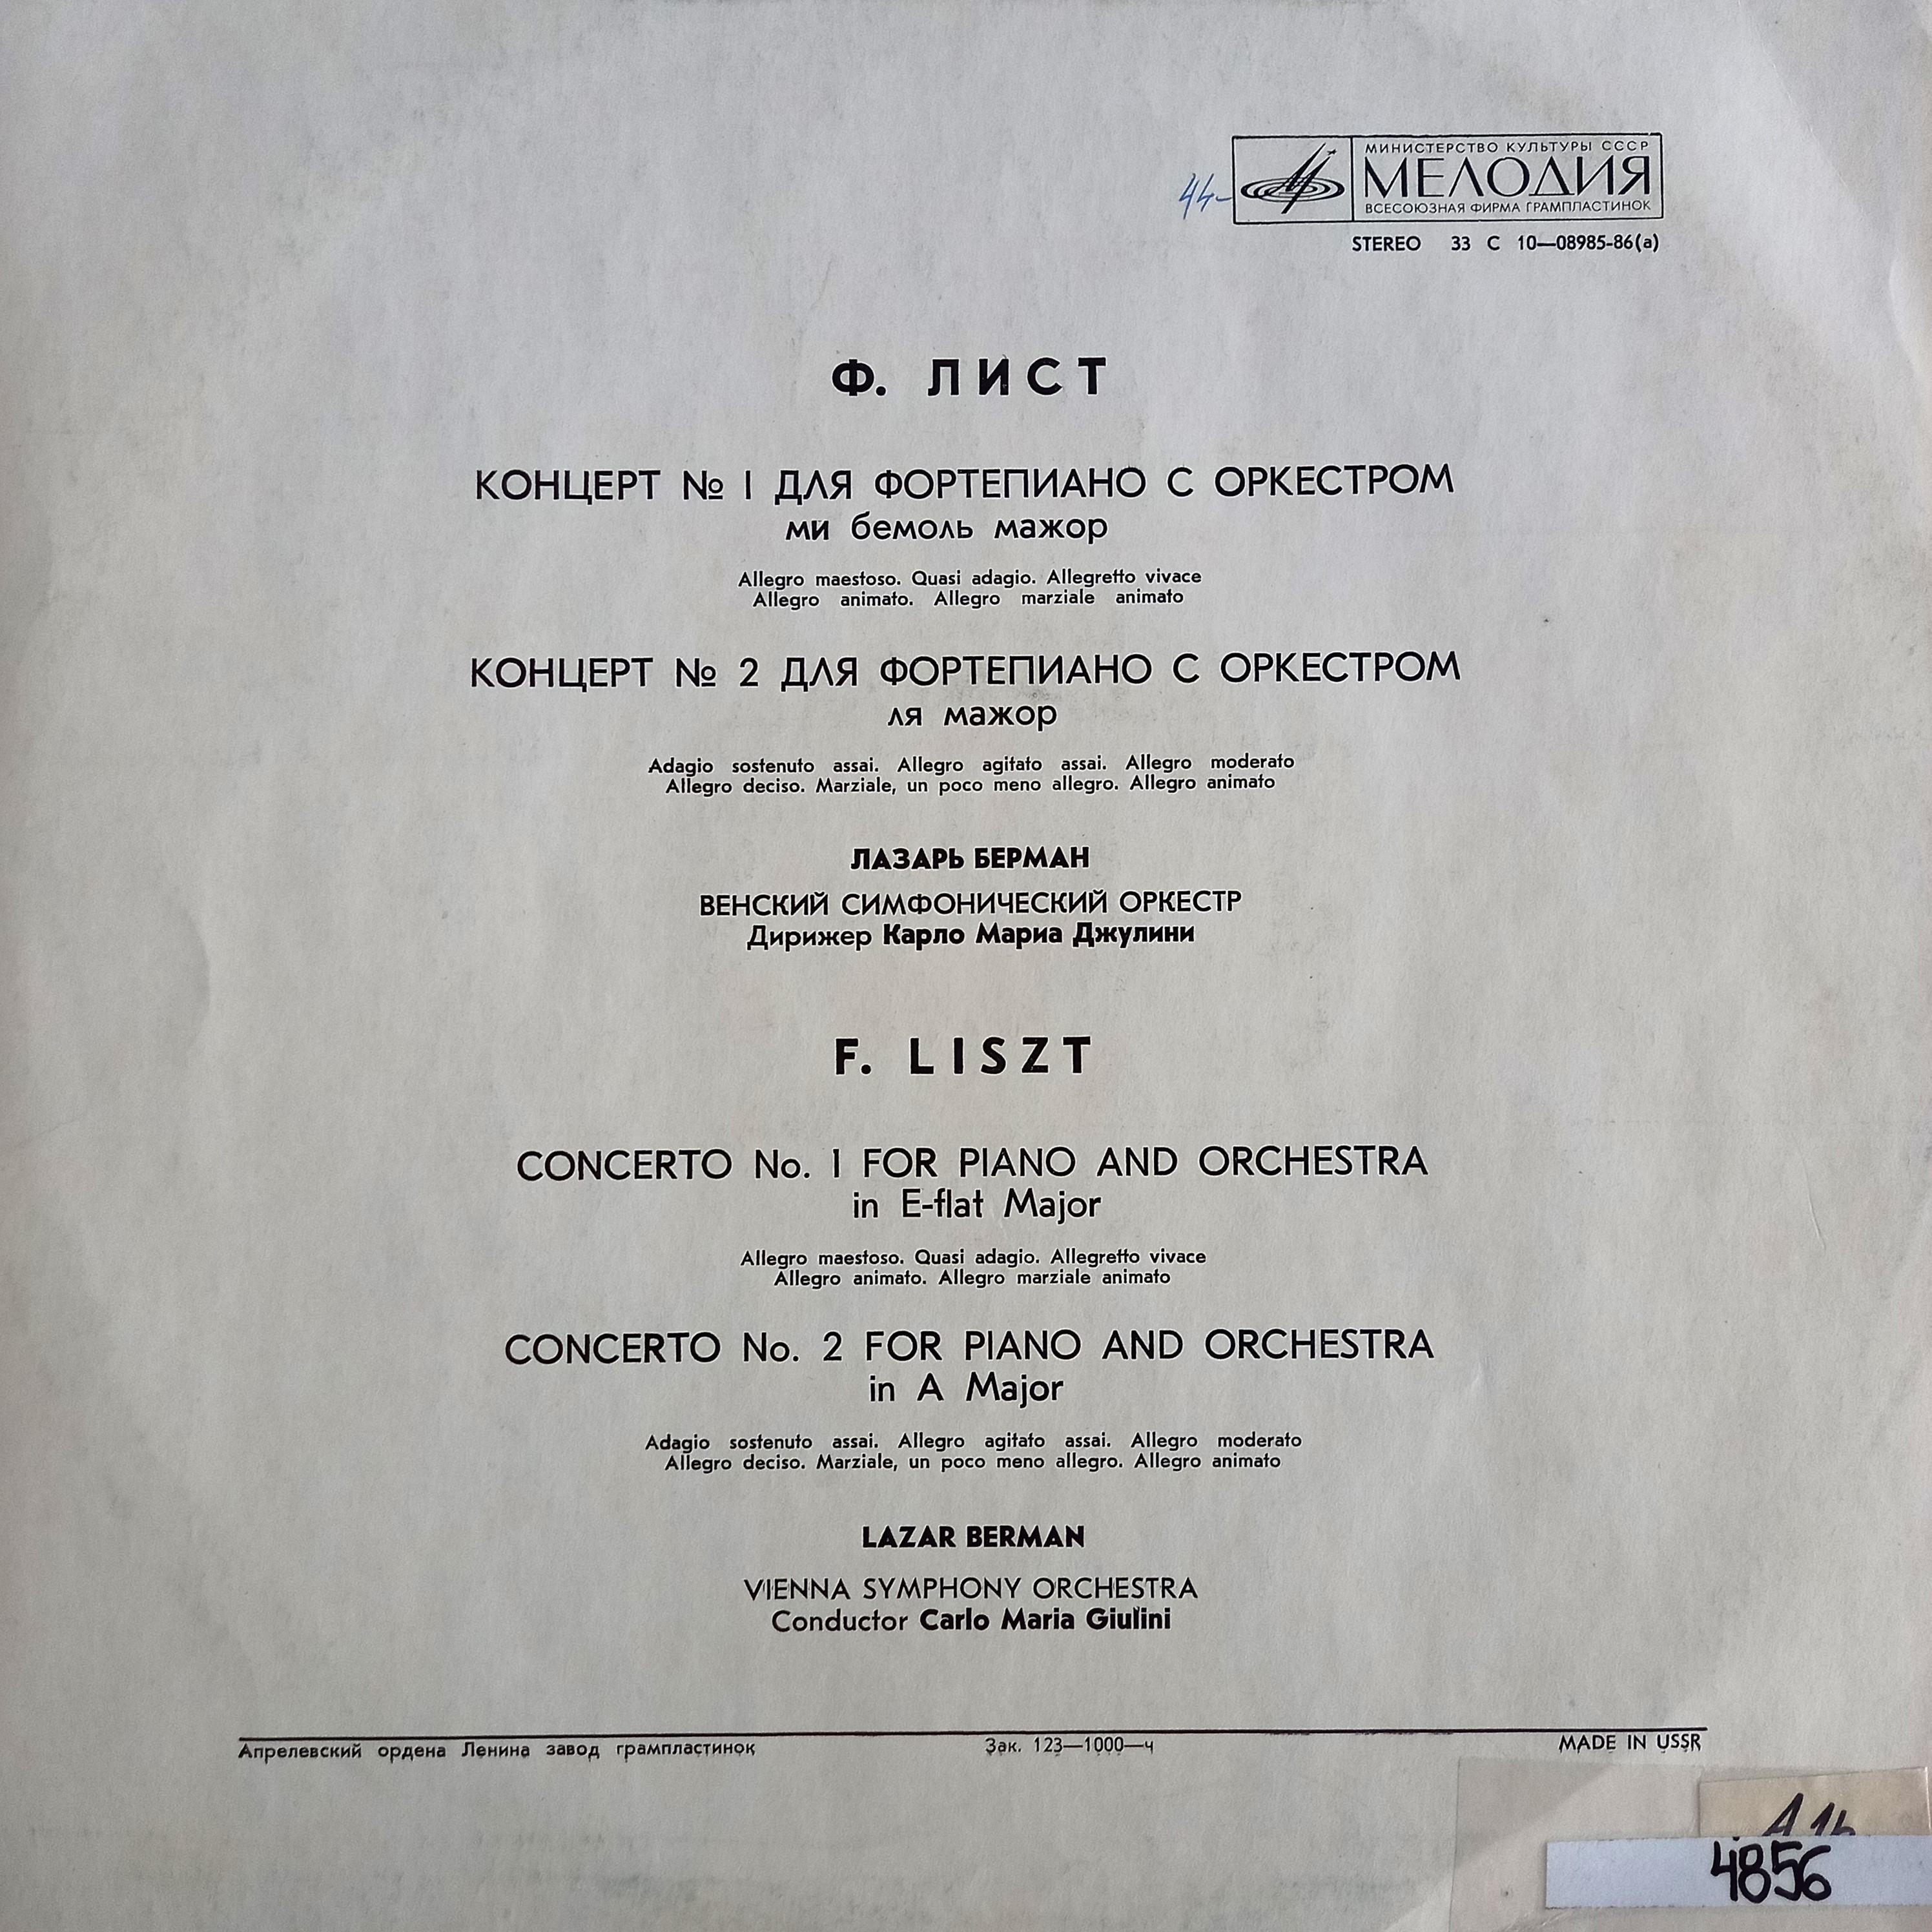 МИНИСТЕРСТВО КУЛЬТУРЫ СССР
44-
МЕЛОДИЯ
ВСЕСОЮЗНАЯ ФИРМА ГРАМПЛАСТИНОК
STEREO 33 С 10—08985-86(а)
Ф. ЛИСТ
КОНЦЕРТ № 1 ДЛЯ ФОРТЕПИАНО С ОРКЕСТРОМ
ми бемоль мажор
Allegro maestoso. Quasi adagio. Allegretto vivace
Allegro animato. Allegro marziale animato
КОНЦЕРТ № 2 ДЛЯ ФОРТЕПИАНО С ОРКЕСТРОМ
ля мажор
Adagio sostenuto assai. Allegro agitato assai. Allegro moderato
Allegro deciso. Marziale, un poco meno allegro. Allegro animato
ЛАЗАРЬ БЕРМАН
ВЕНСКИЙ СИМФОНИЧЕСКИЙ ОРКЕСТР
Дирижер Карло Мариа Джулини
F. LISZT
CONCERTO No. 1 FOR PIANO AND ORCHESTRA
in E-flat Major
Allegro maestoso. Quasi adagio. Allegretto vivace
Allegro animato. Allegro marziale animato
CONCERTO No. 2 FOR PIANO AND ORCHESTRA
in A Major
Adagio sostenuto assai. Allegro agitato assai. Allegro moderato
Allegro deciso. Marziale, un poco meno allegro. Allegro animato
LAZAR BERMAN
VIENNA SYMPHONY ORCHESTRA
Conductor Carlo Maria Giulini
Апрелевский ордена Ленина завод грампластинок Зак. 123—1000—ч MADE IN USSR
4856